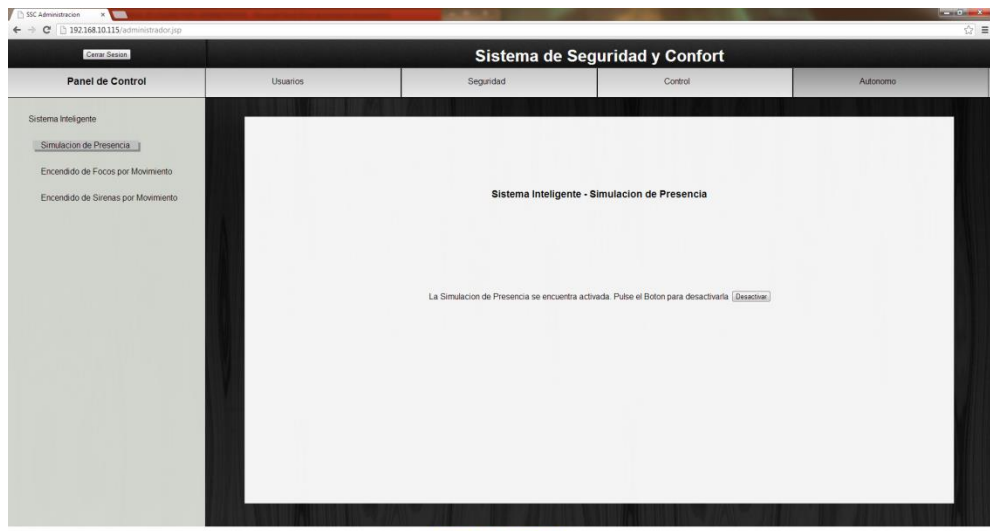 SSC Administracion
192.168.10.115/administrador.jsp
Cerrar Sesion
Sistema de Seguridad y Confort
Panel de Control
Usuarios
Seguridad
Control
Autonomo
Sistema Inteligente
Simulacion de Presencia
Encendido de Focos por Movimiento
Encendido de Sirenas por Movimiento
Sistema Inteligente - Simulacion de Presencia
La Simulacion de Presencia se encuentra activada. Pulse el Boton para desactivarla Desactivar